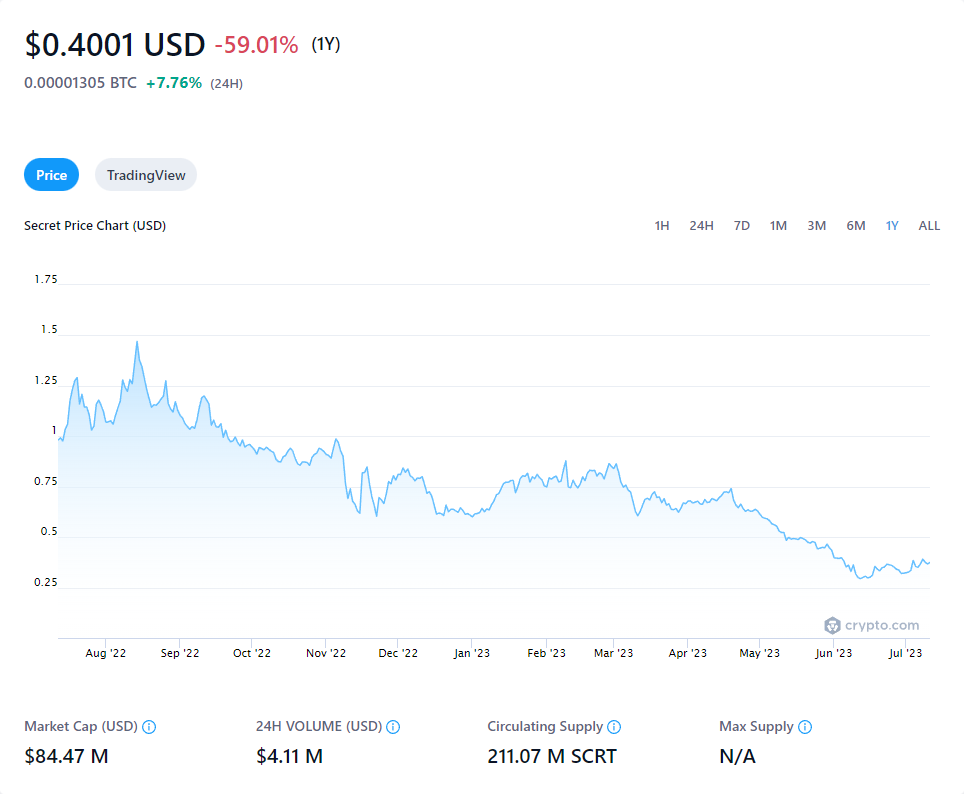 $0.4001 USD -59.01% (1Y)
0.00001305 BTC +7.76% (24H)
Price TradingView
Secret Price Chart (USD) 1H 24H 7D 1M 3M 6M 1Y ALL
1.75
1.5
1.25
1
0.75
0.5
0.25
crypto.com
Aug '22 Sep '22 Oct '22 Nov '22 Dec '22 Jan '23 Feb '23 Mar '23 Apr '23 May '23 Jun '23 Jul '23
Market Cap (USD) 24H VOLUME (USD) Circulating Supply Max Supply
$84.47 M $4.11 M 211.07 M SCRT N/A